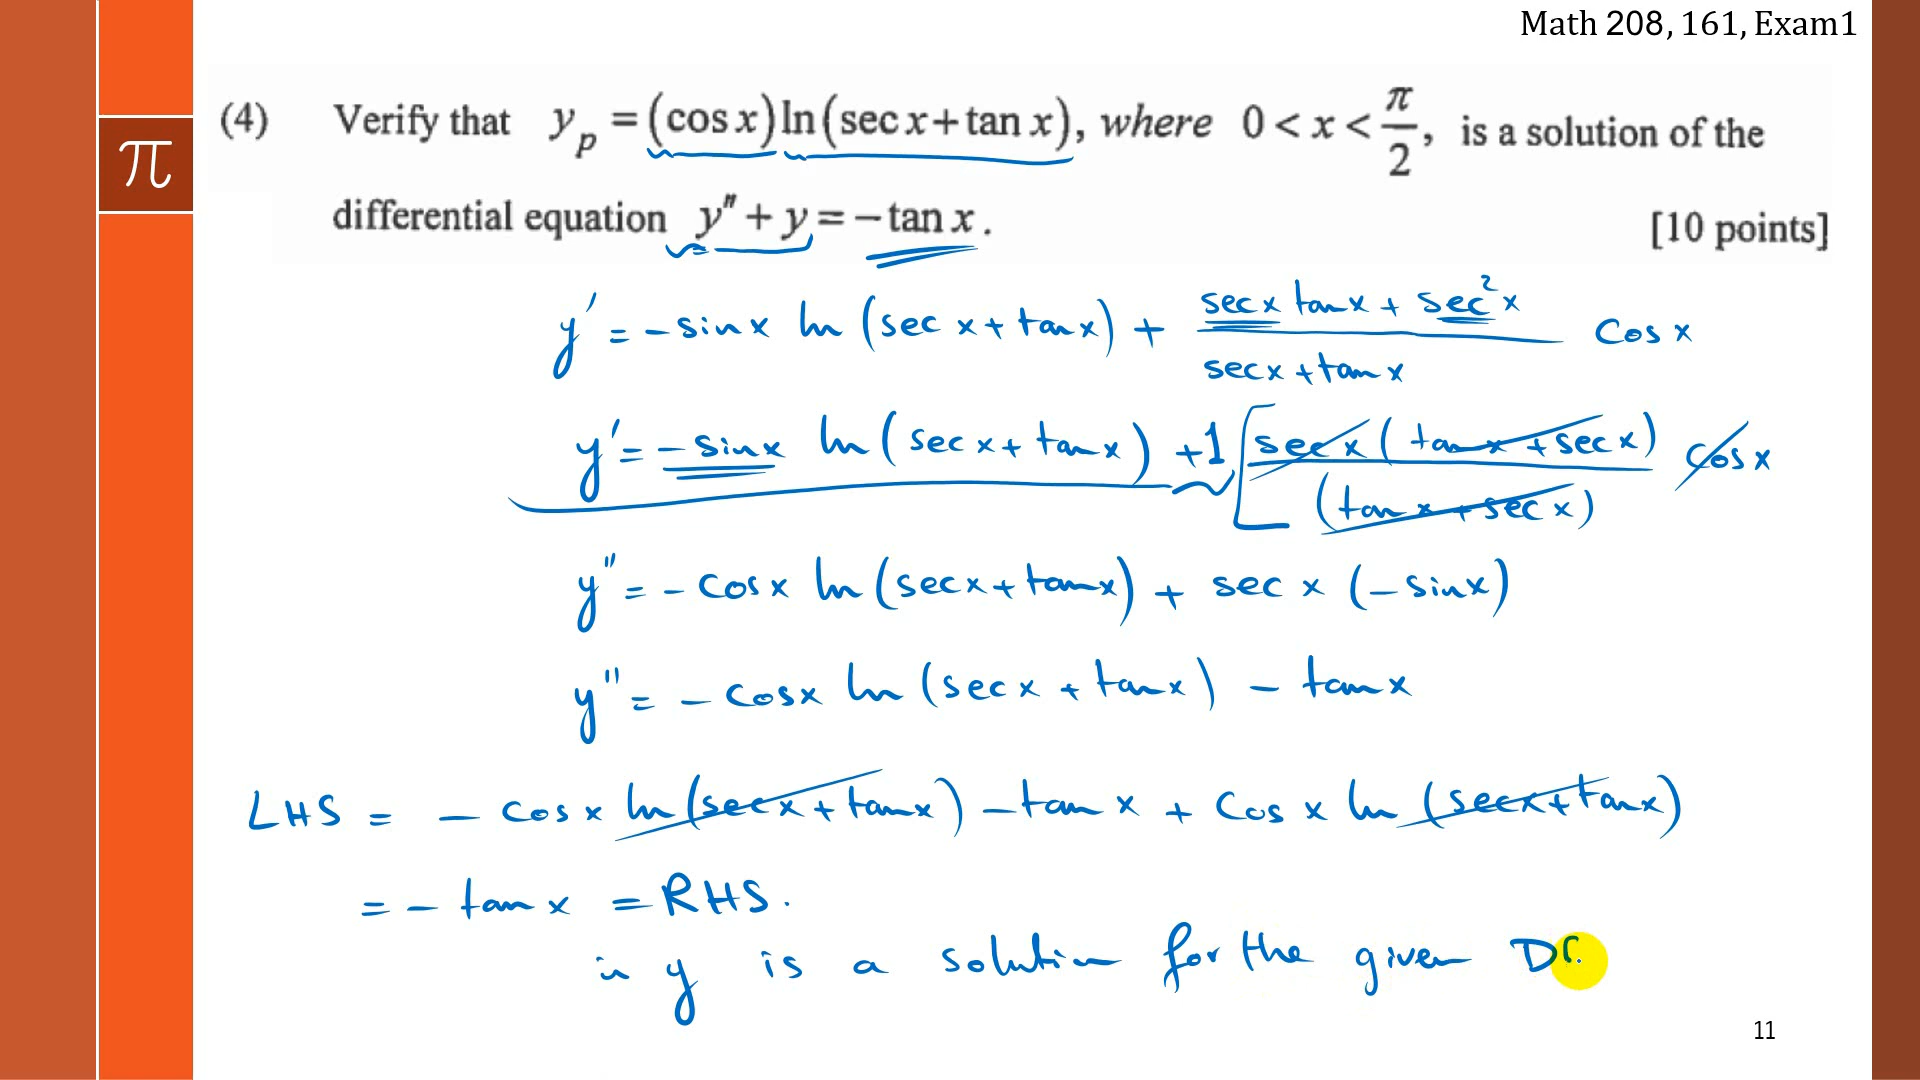 Math 208, 161, Exam1
π
(4) Verify that y_p = (cos x) ln (sec x + tan x), where 0 < x < π/2, is a solution of the
differential equation y″ + y = − tan x. [10 points]
y′ = − sin x ln (sec x + tan x) + (sec x tan x + sec² x)/(sec x + tan x) cos x
y′ = − sin x ln (sec x + tan x) + 1 [sec x (tan x + sec x)/(tan x + sec x) cos x
y″ = − cos x ln (sec x + tan x) + sec x (− sin x)
y″ = − cos x ln (sec x + tan x) − tan x
LHS = − cos x ln (sec x + tan x) − tan x + cos x ln (sec x + tan x)
= − tan x = RHS.
y is a solution for the given D
11